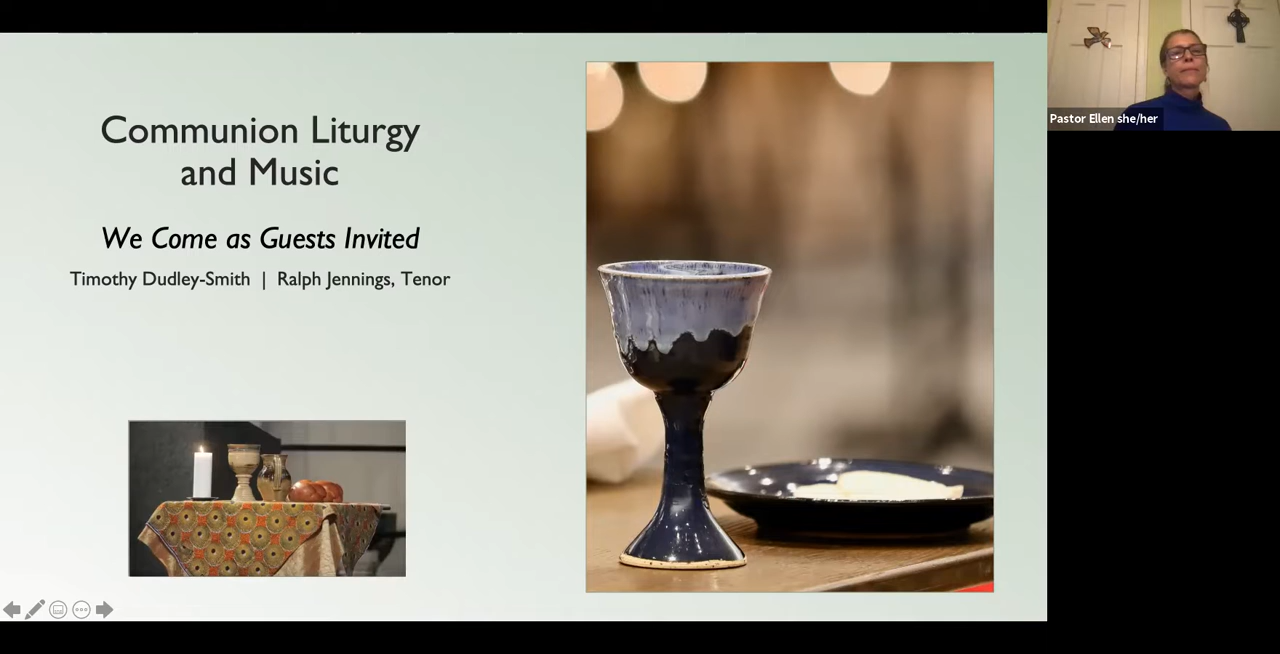 Communion Liturgy
and Music
We Come as Guests Invited
Timothy Dudley-Smith | Ralph Jennings, Tenor
Pastor Ellen she/her